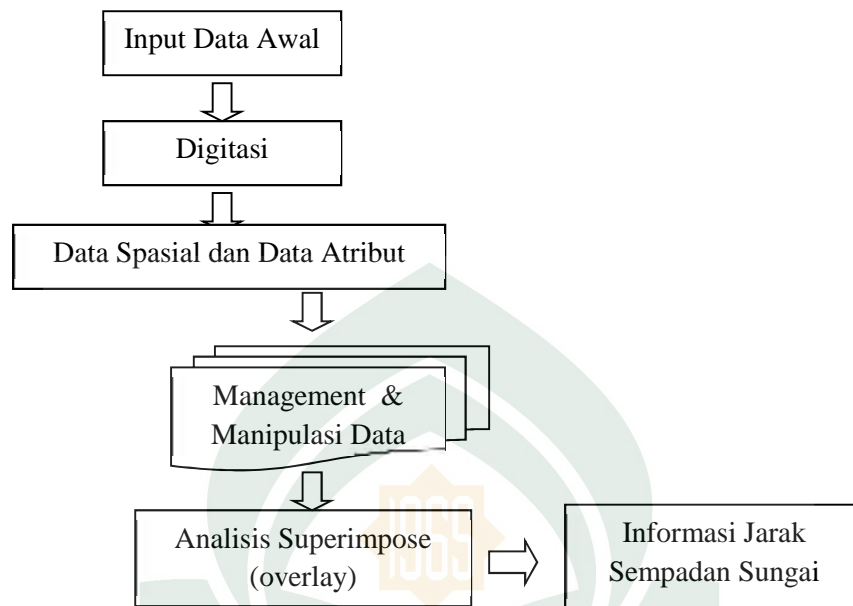 Input Data Awal
Digitasi
Data Spasial dan Data Atribut
Management &
Manipulasi Data
Analisis Superimpose
(overlay)
Informasi Jarak
Sempadan Sungai
1969